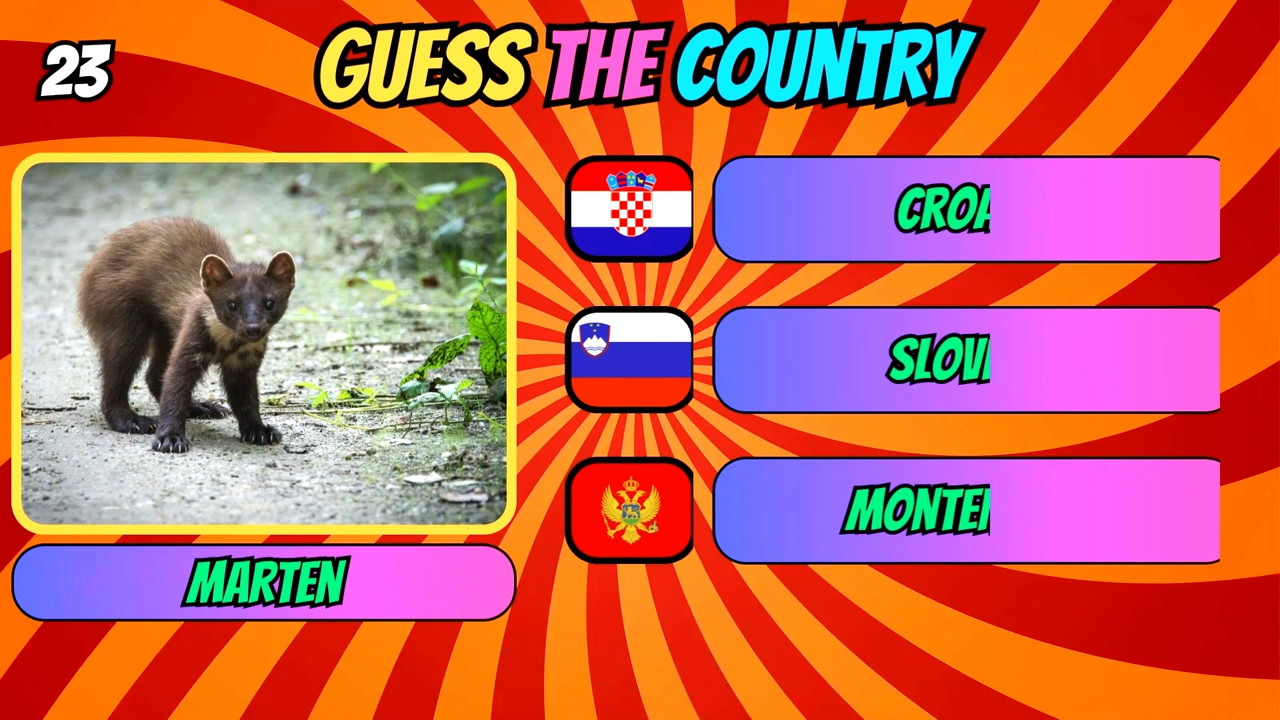 23
GUESS THE COUNTRY
CROA
SLOV
MONTE
MARTEN